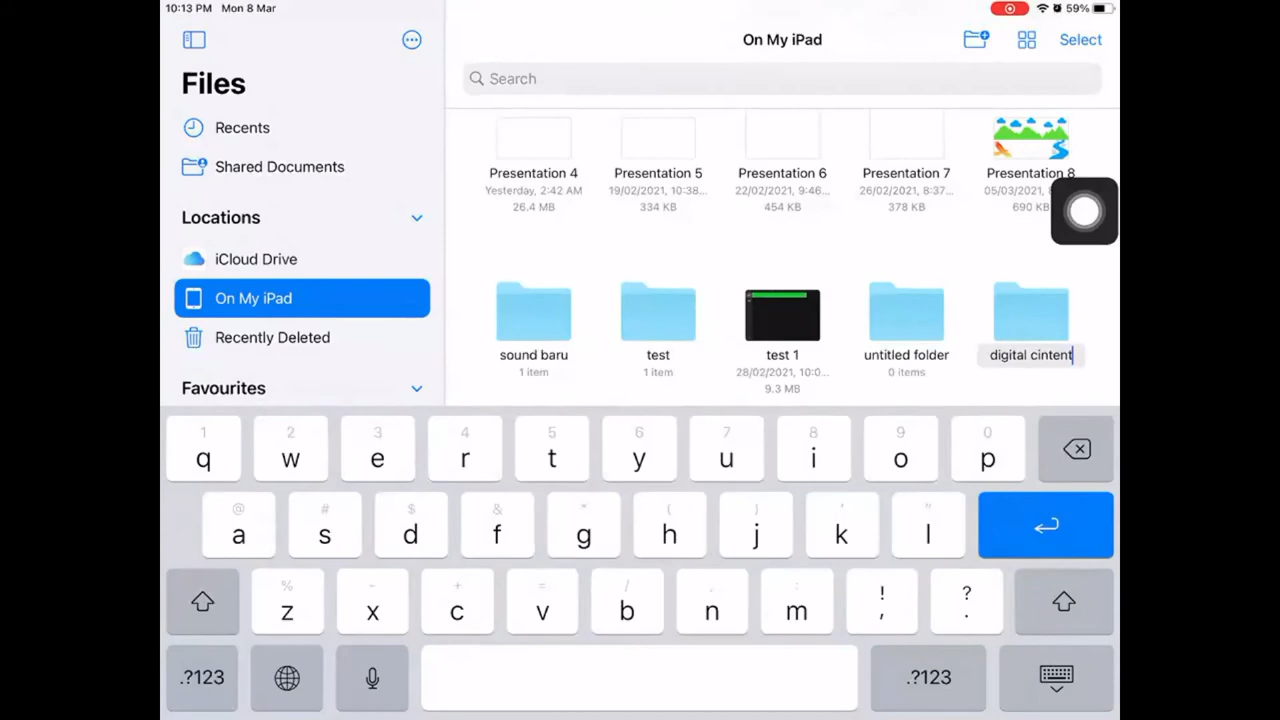 10:13 PM Mon 8 Mar
59%
Files
Recents
Shared Documents
Locations
iCloud Drive
On My iPad
Recently Deleted
Favourites
On My iPad
Select
Search
Presentation 4 Presentation 5 Presentation 6 Presentation 7 Presentation 8
Yesterday, 2:42 AM 19/02/2021, 10:38... 22/02/2021, 9:46... 26/02/2021, 8:37... 05/03/2021,
26.4 MB 334 KB 454 KB 378 KB 690 KB
sound baru test test 1 untitled folder digital cintent
1 item 1 item 28/02/2021, 10:0... 0 items
9.3 MB
1 2 3 4 5 6 7 8 9 0
q w e r t y u i o p
@ # $ & * ( ) ' "
a s d f g h j k l
% - + = / ; : ! ?
z x c v b n m , .
.?123 .?123